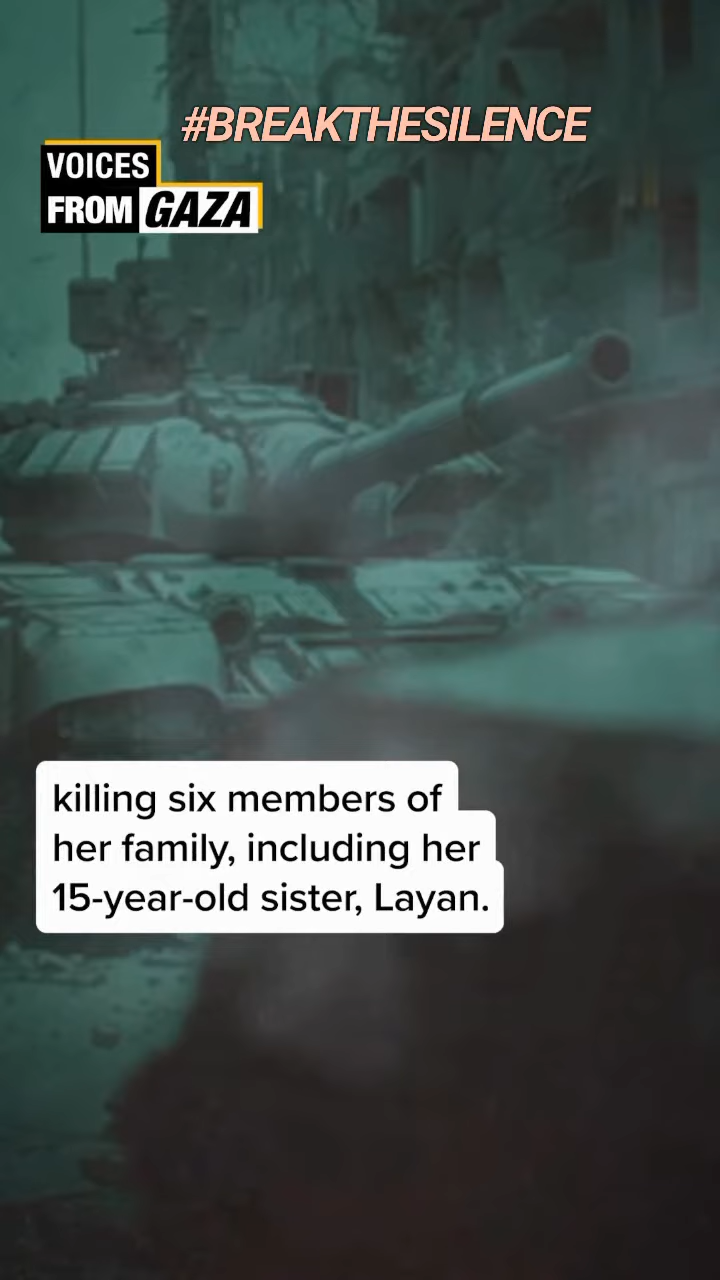 #BREAKTHESILENCE
VOICES
FROM GAZA
killing six members of
her family, including her
15-year-old sister, Layan.